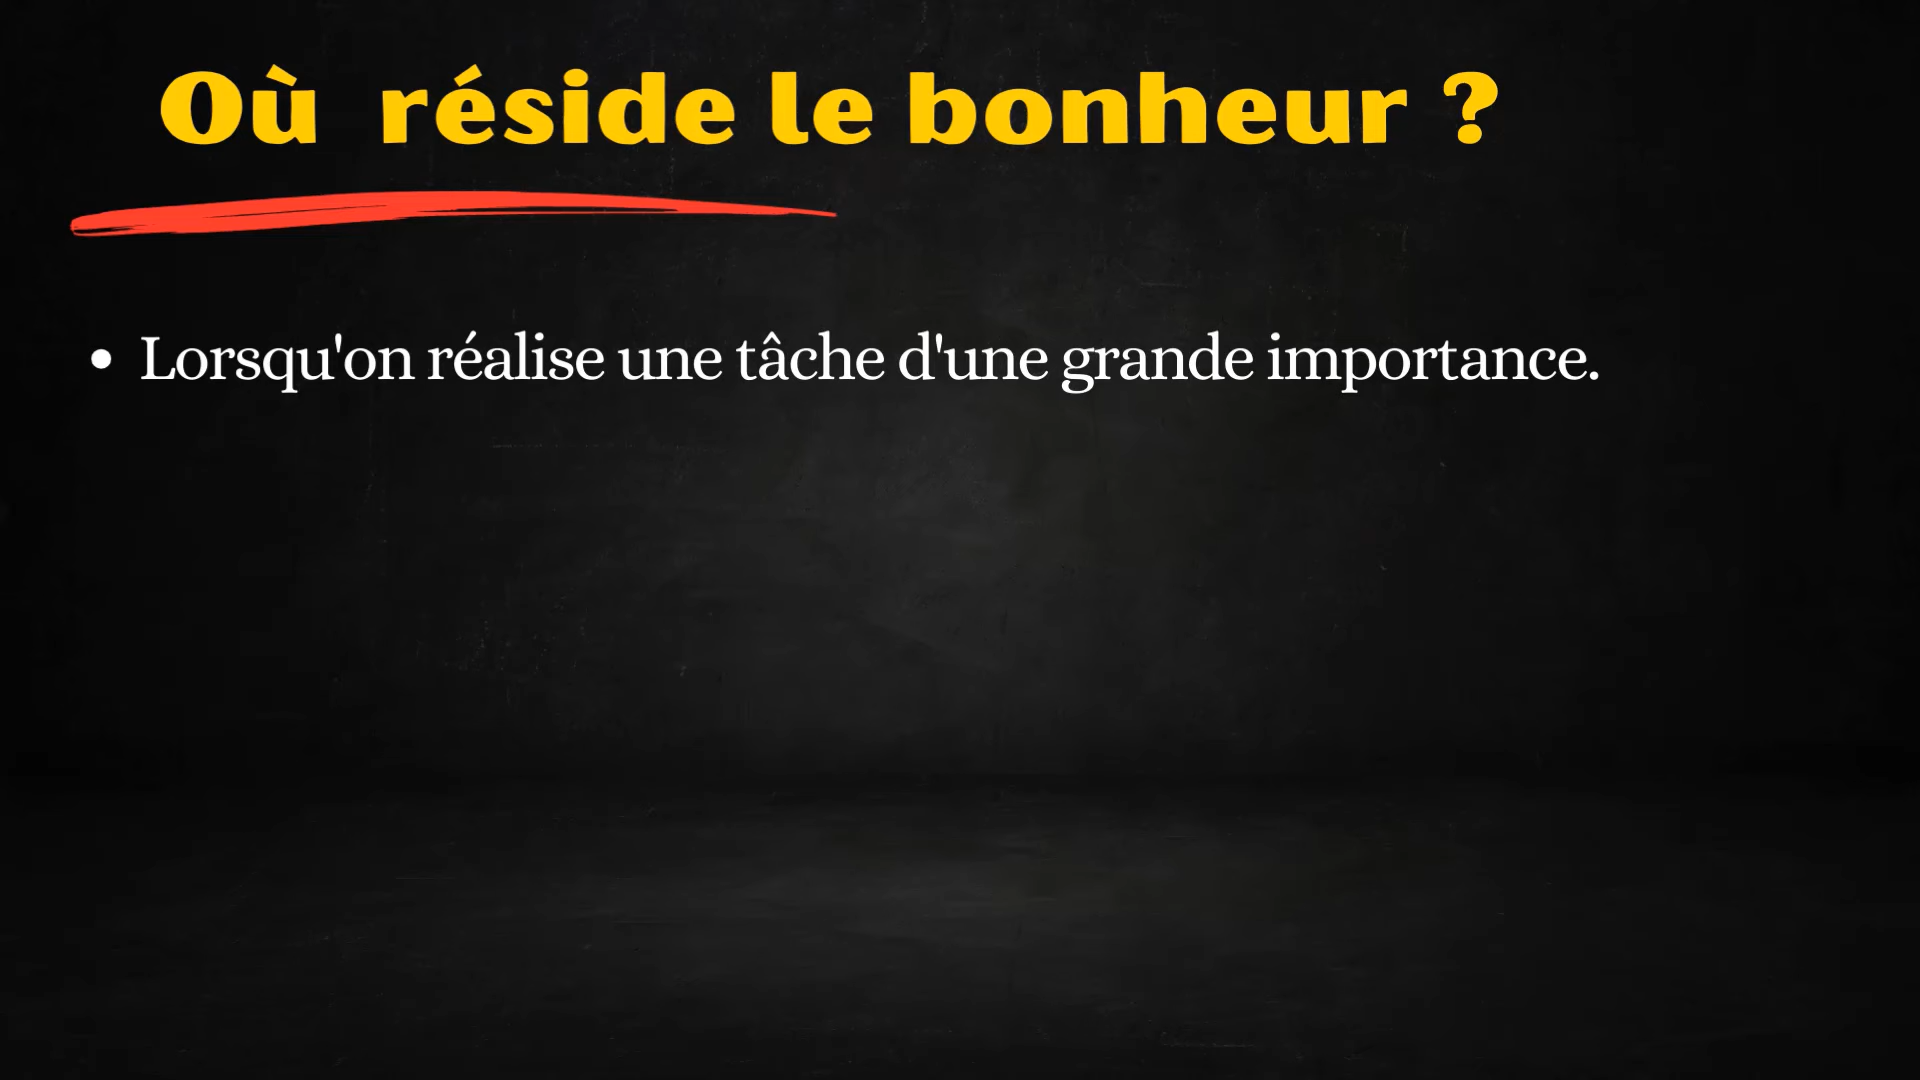 Où réside le bonheur ?
• Lorsqu'on réalise une tâche d'une grande importance.